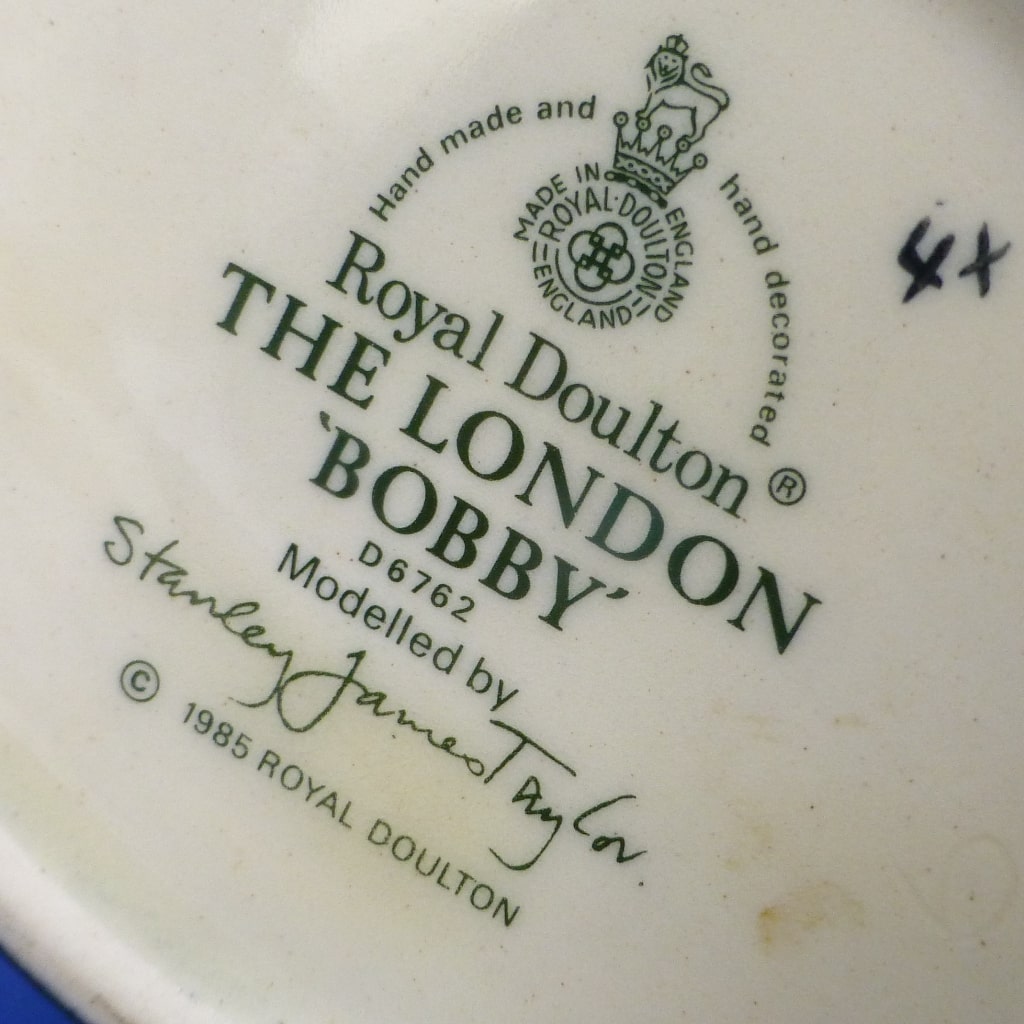 Hand made and hand decorated
MADE IN ENGLAND
ROYAL·DOULTON
ENGLAND
Royal Doulton ®
THE LONDON
'BOBBY'
D6762
Modelled by
Stanley James Taylor.
© 1985 ROYAL DOULTON
4x